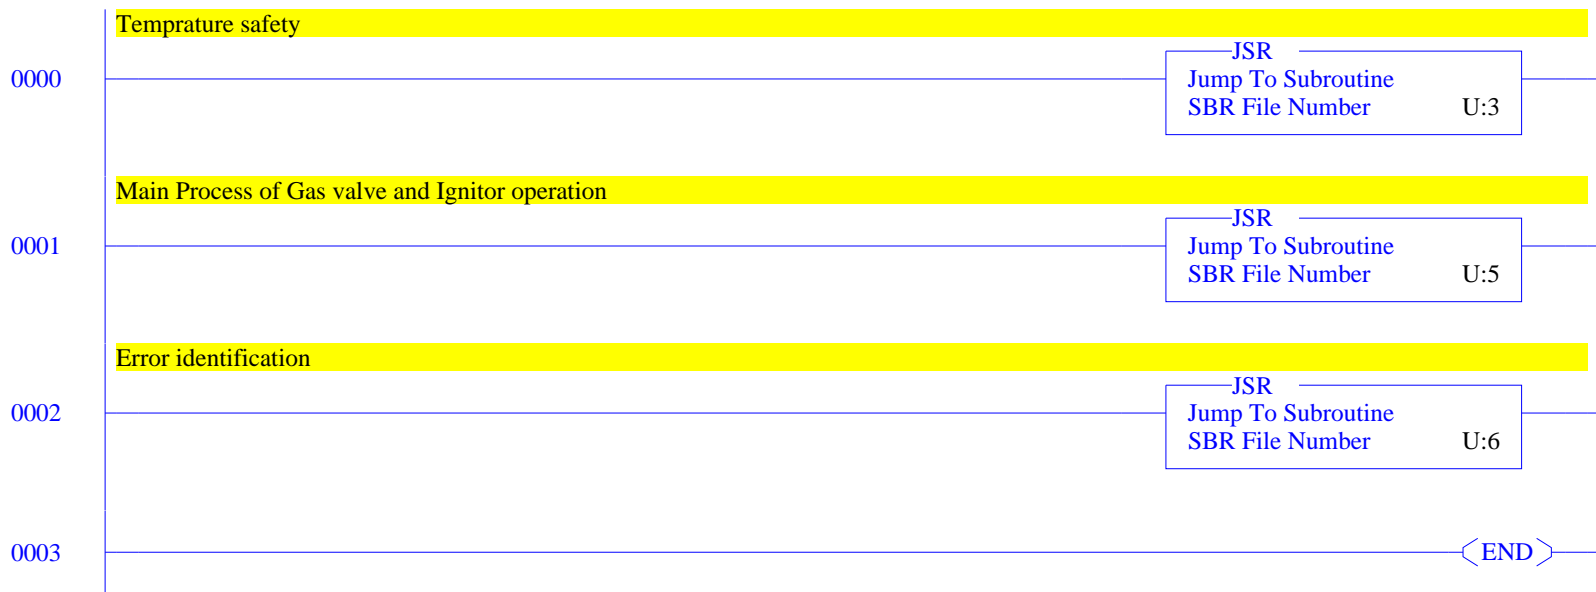 Temprature safety
JSR
0000
Jump To Subroutine
SBR File Number U:3
Main Process of Gas valve and Ignitor operation
JSR
0001
Jump To Subroutine
SBR File Number U:5
Error identification
JSR
0002
Jump To Subroutine
SBR File Number U:6
0003
END